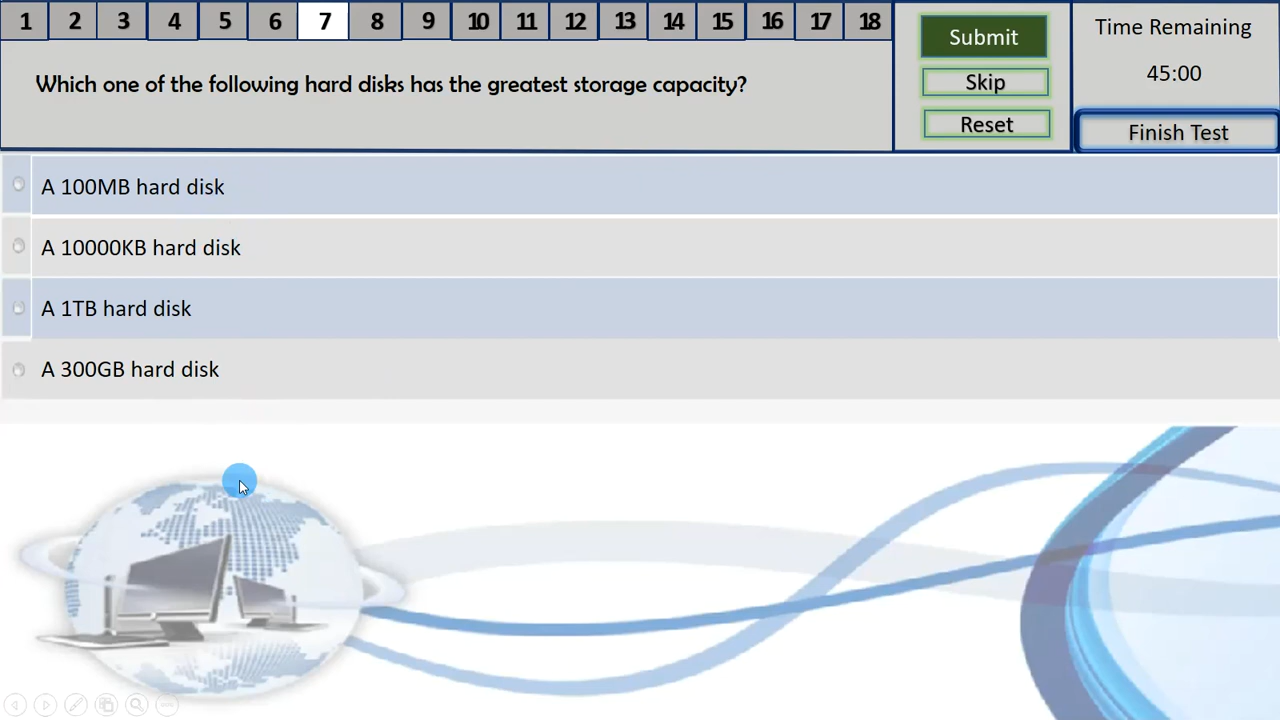 1 2 3 4 5 6 7 8 9 10 11 12 13 14 15 16 17 18
Which one of the following hard disks has the greatest storage capacity?
Submit
Skip
Reset
Time Remaining
45:00
Finish Test
A 100MB hard disk
A 10000KB hard disk
A 1TB hard disk
A 300GB hard disk